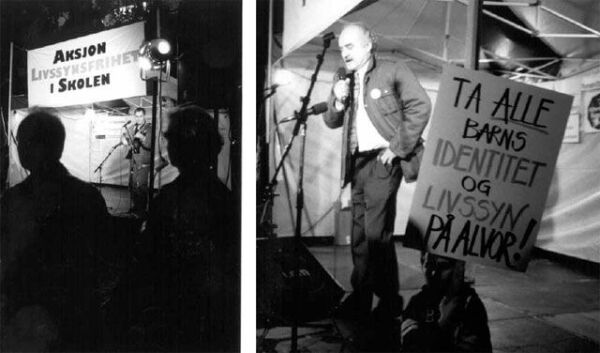 AKSJON
LIVSSYNSFRIHET
I SKOLEN
TA ALLE
BARNS
IDENTITET
OG
LIVSSYN
PÅ ALVOR!